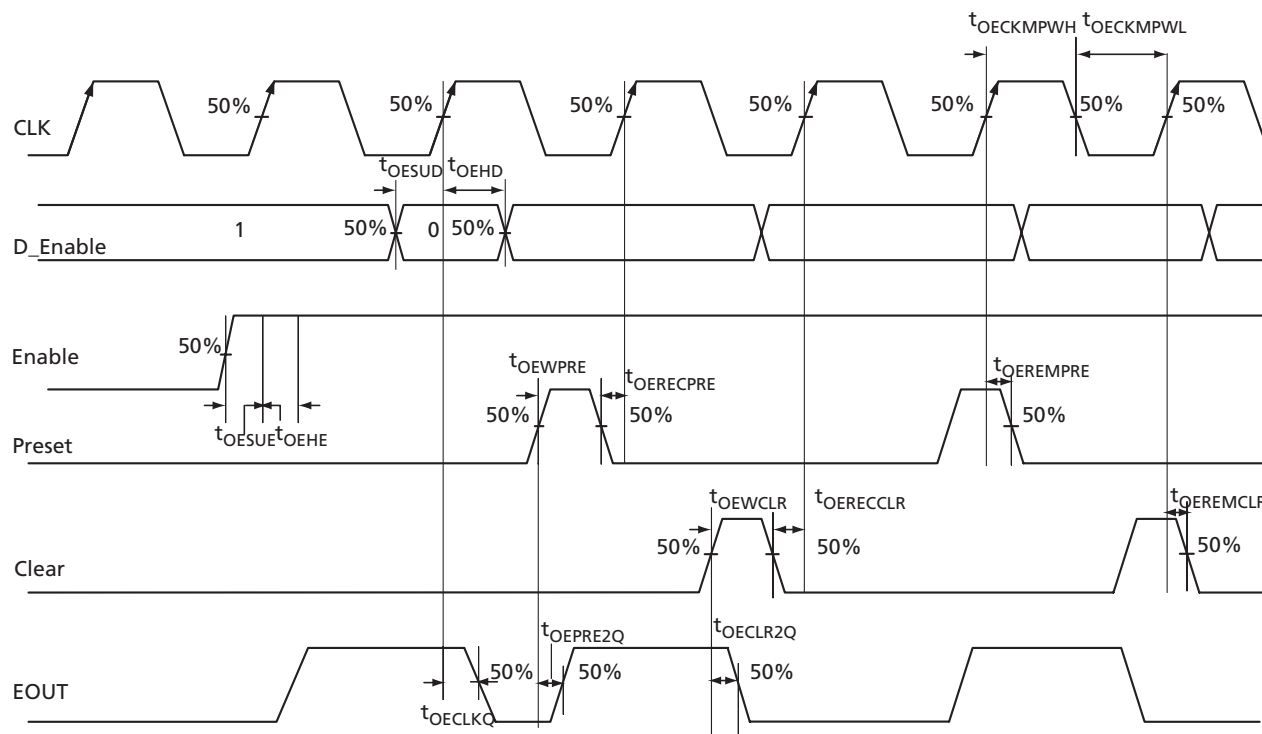 tOECKMPWH tOECKMPWL
CLK 50% 50% 50% 50% 50% 50% 50%
tOESUD tOEHD
D_Enable 1 50% 0 50%
Enable 50%
tOESUE tOEHE
tOEWPRE tOERECPRE tOEREMPRE
Preset 50% 50% 50%
tOEWCLR tOERECCLR tOEREMCLR
Clear 50% 50% 50%
tOEPRE2Q tOECLR2Q
EOUT 50% 50% 50%
tOECLKQ